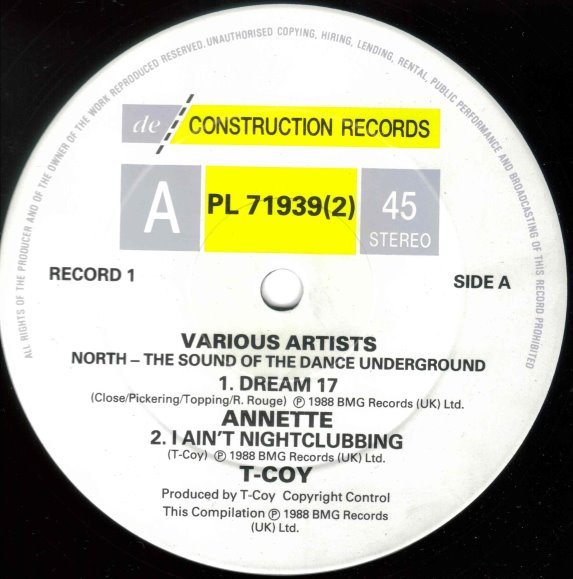 ALL RIGHTS OF THE PRODUCER AND OF THE OWNER OF THE WORK REPRODUCED RESERVED. UNAUTHORISED COPYING, HIRING, LENDING, RENTAL, PUBLIC PERFORMANCE AND BROADCASTING OF THIS RECORD PROHIBITED
de CONSTRUCTION RECORDS
A PL 71939(2) 45
STEREO
RECORD 1 SIDE A
VARIOUS ARTISTS
NORTH – THE SOUND OF THE DANCE UNDERGROUND
1. DREAM 17
(Close/Pickering/Topping/R. Rouge) ℗ 1988 BMG Records (UK) Ltd.
ANNETTE
2. I AIN'T NIGHTCLUBBING
(T-Coy) ℗ 1988 BMG Records (UK) Ltd.
T-COY
Produced by T-Coy Copyright Control
This Compilation ℗ 1988 BMG Records
(UK) Ltd.